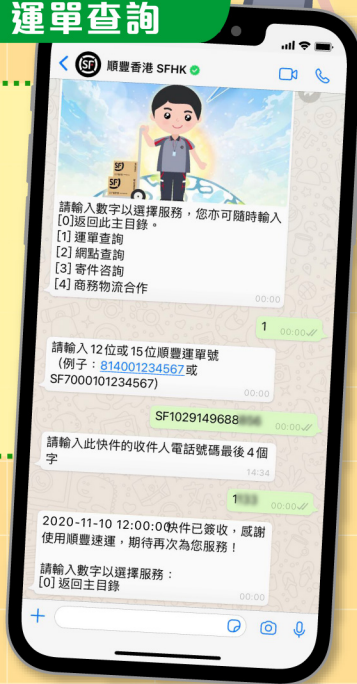 運單查詢
順豐香港 SFHK
SF
SF
請輸入數字以選擇服務,您亦可隨時輸入
[0]返回此主目錄。
[1] 運單查詢
[2] 網點查詢
[3] 寄件咨詢
[4] 商務物流合作
00:00
1 00:00
請輸入12位或15位順豐運單號
(例子:814001234567或
SF7000101234567)
00:00
SF1029149688 00:00
請輸入此快件的收件人電話號碼最後4個
字
14:34
1 00:00
2020-11-10 12:00:00快件已簽收,感謝
使用順豐速運,期待再次為您服務!
請輸入數字以選擇服務:
[0] 返回主目錄
00:00